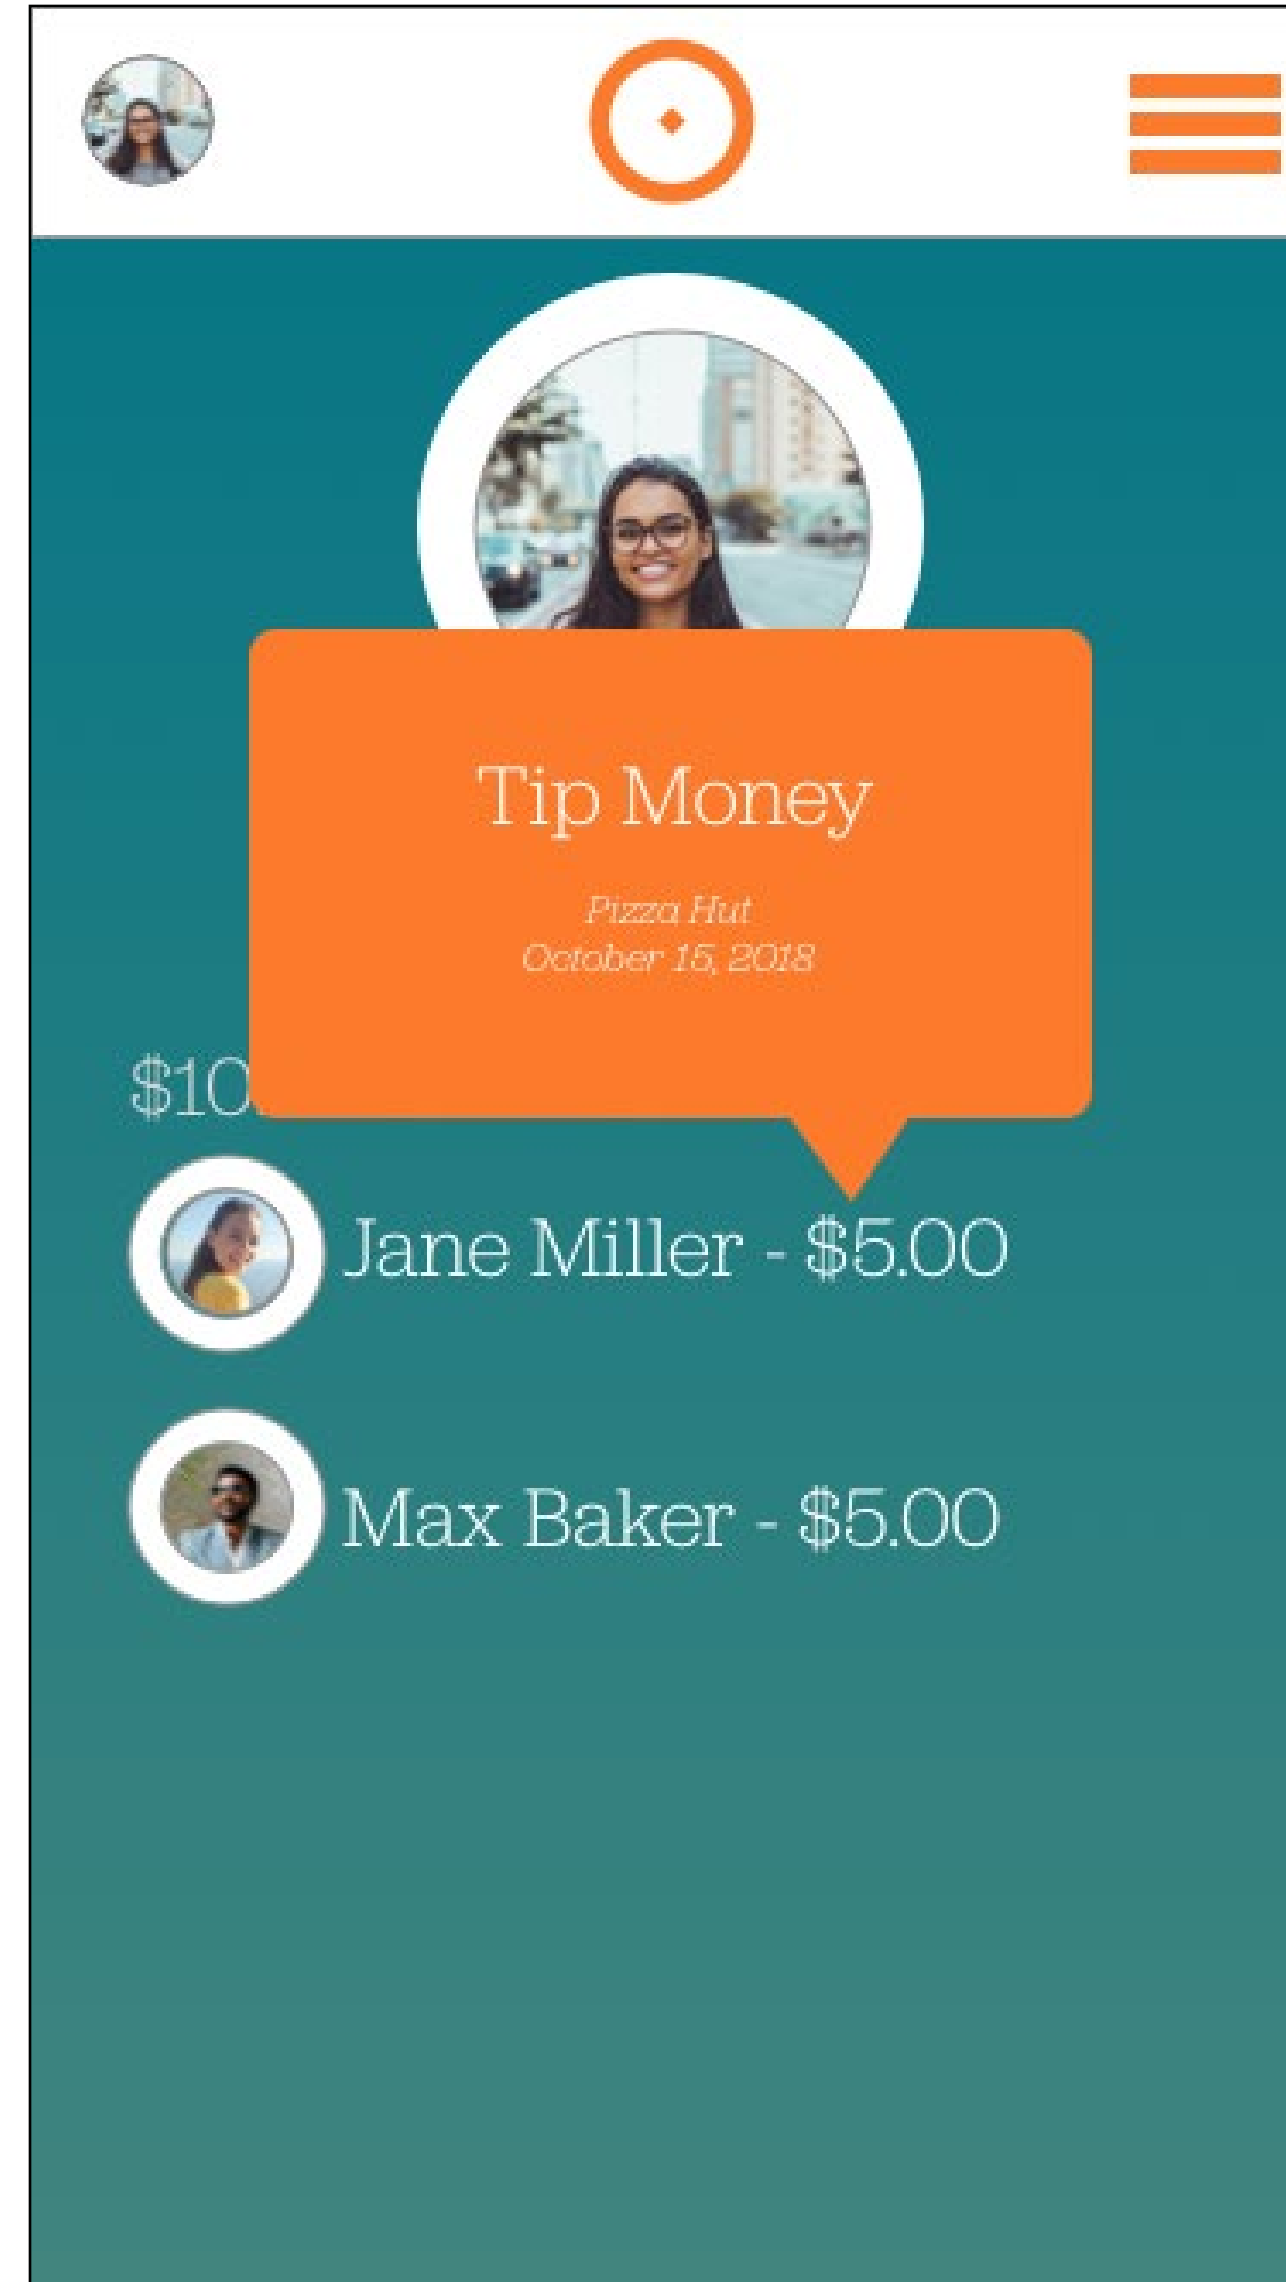 Tip Money
Pizza Hut
October 15, 2018
$10.
Jane Miller - $5.00
Max Baker - $5.00